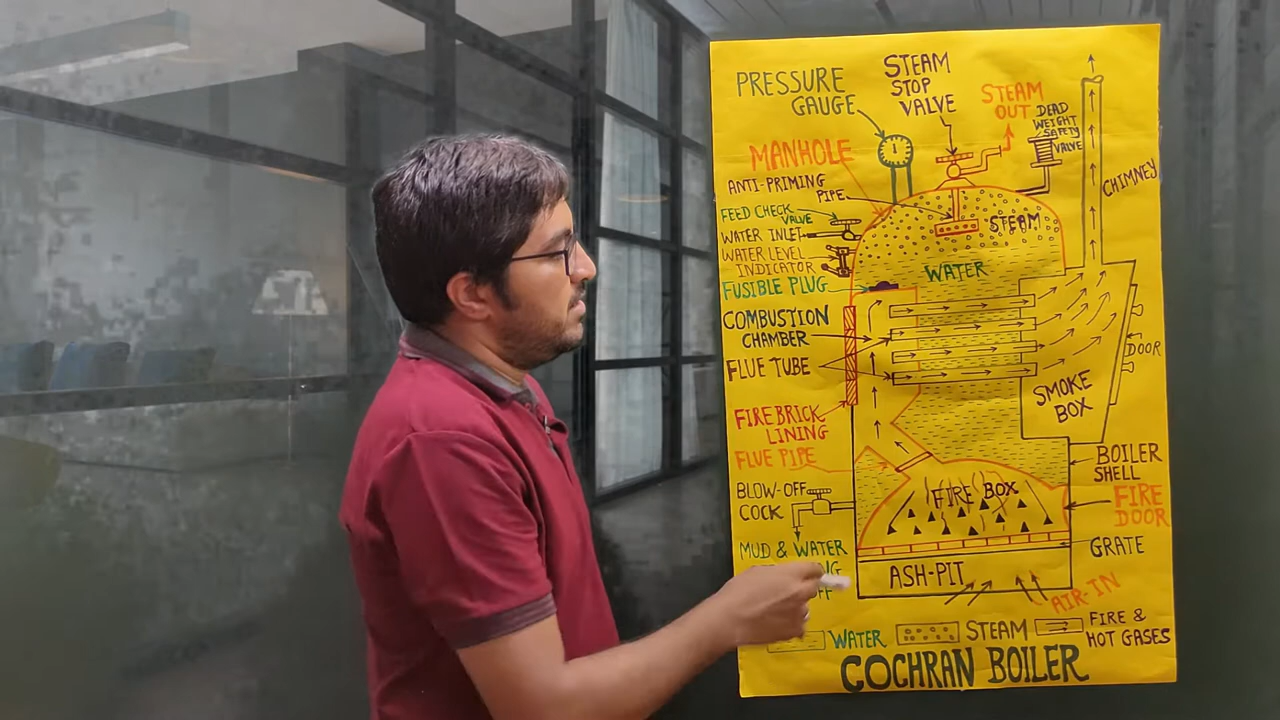 PRESSURE
GAUGE
STEAM
STOP
VALVE
STEAM
OUT
DEAD
WEIGHT
SAFETY
VALVE
MANHOLE
ANTI-PRIMING
PIPE
CHIMNEY
FEED CHECK
VALVE
WATER INLET
WATER LEVEL
INDICATOR
FUSIBLE PLUG
STEAM
WATER
COMBUSTION
CHAMBER
FLUE TUBE
DOOR
SMOKE
BOX
FIREBRICK
LINING
FLUE PIPE
BOILER
SHELL
BLOW-OFF
COCK
FIRE BOX
FIRE
DOOR
MUD & WATER
GRATE
ASH-PIT
AIR-IN
WATER
STEAM
FIRE &
HOT GASES
COCHRAN BOILER